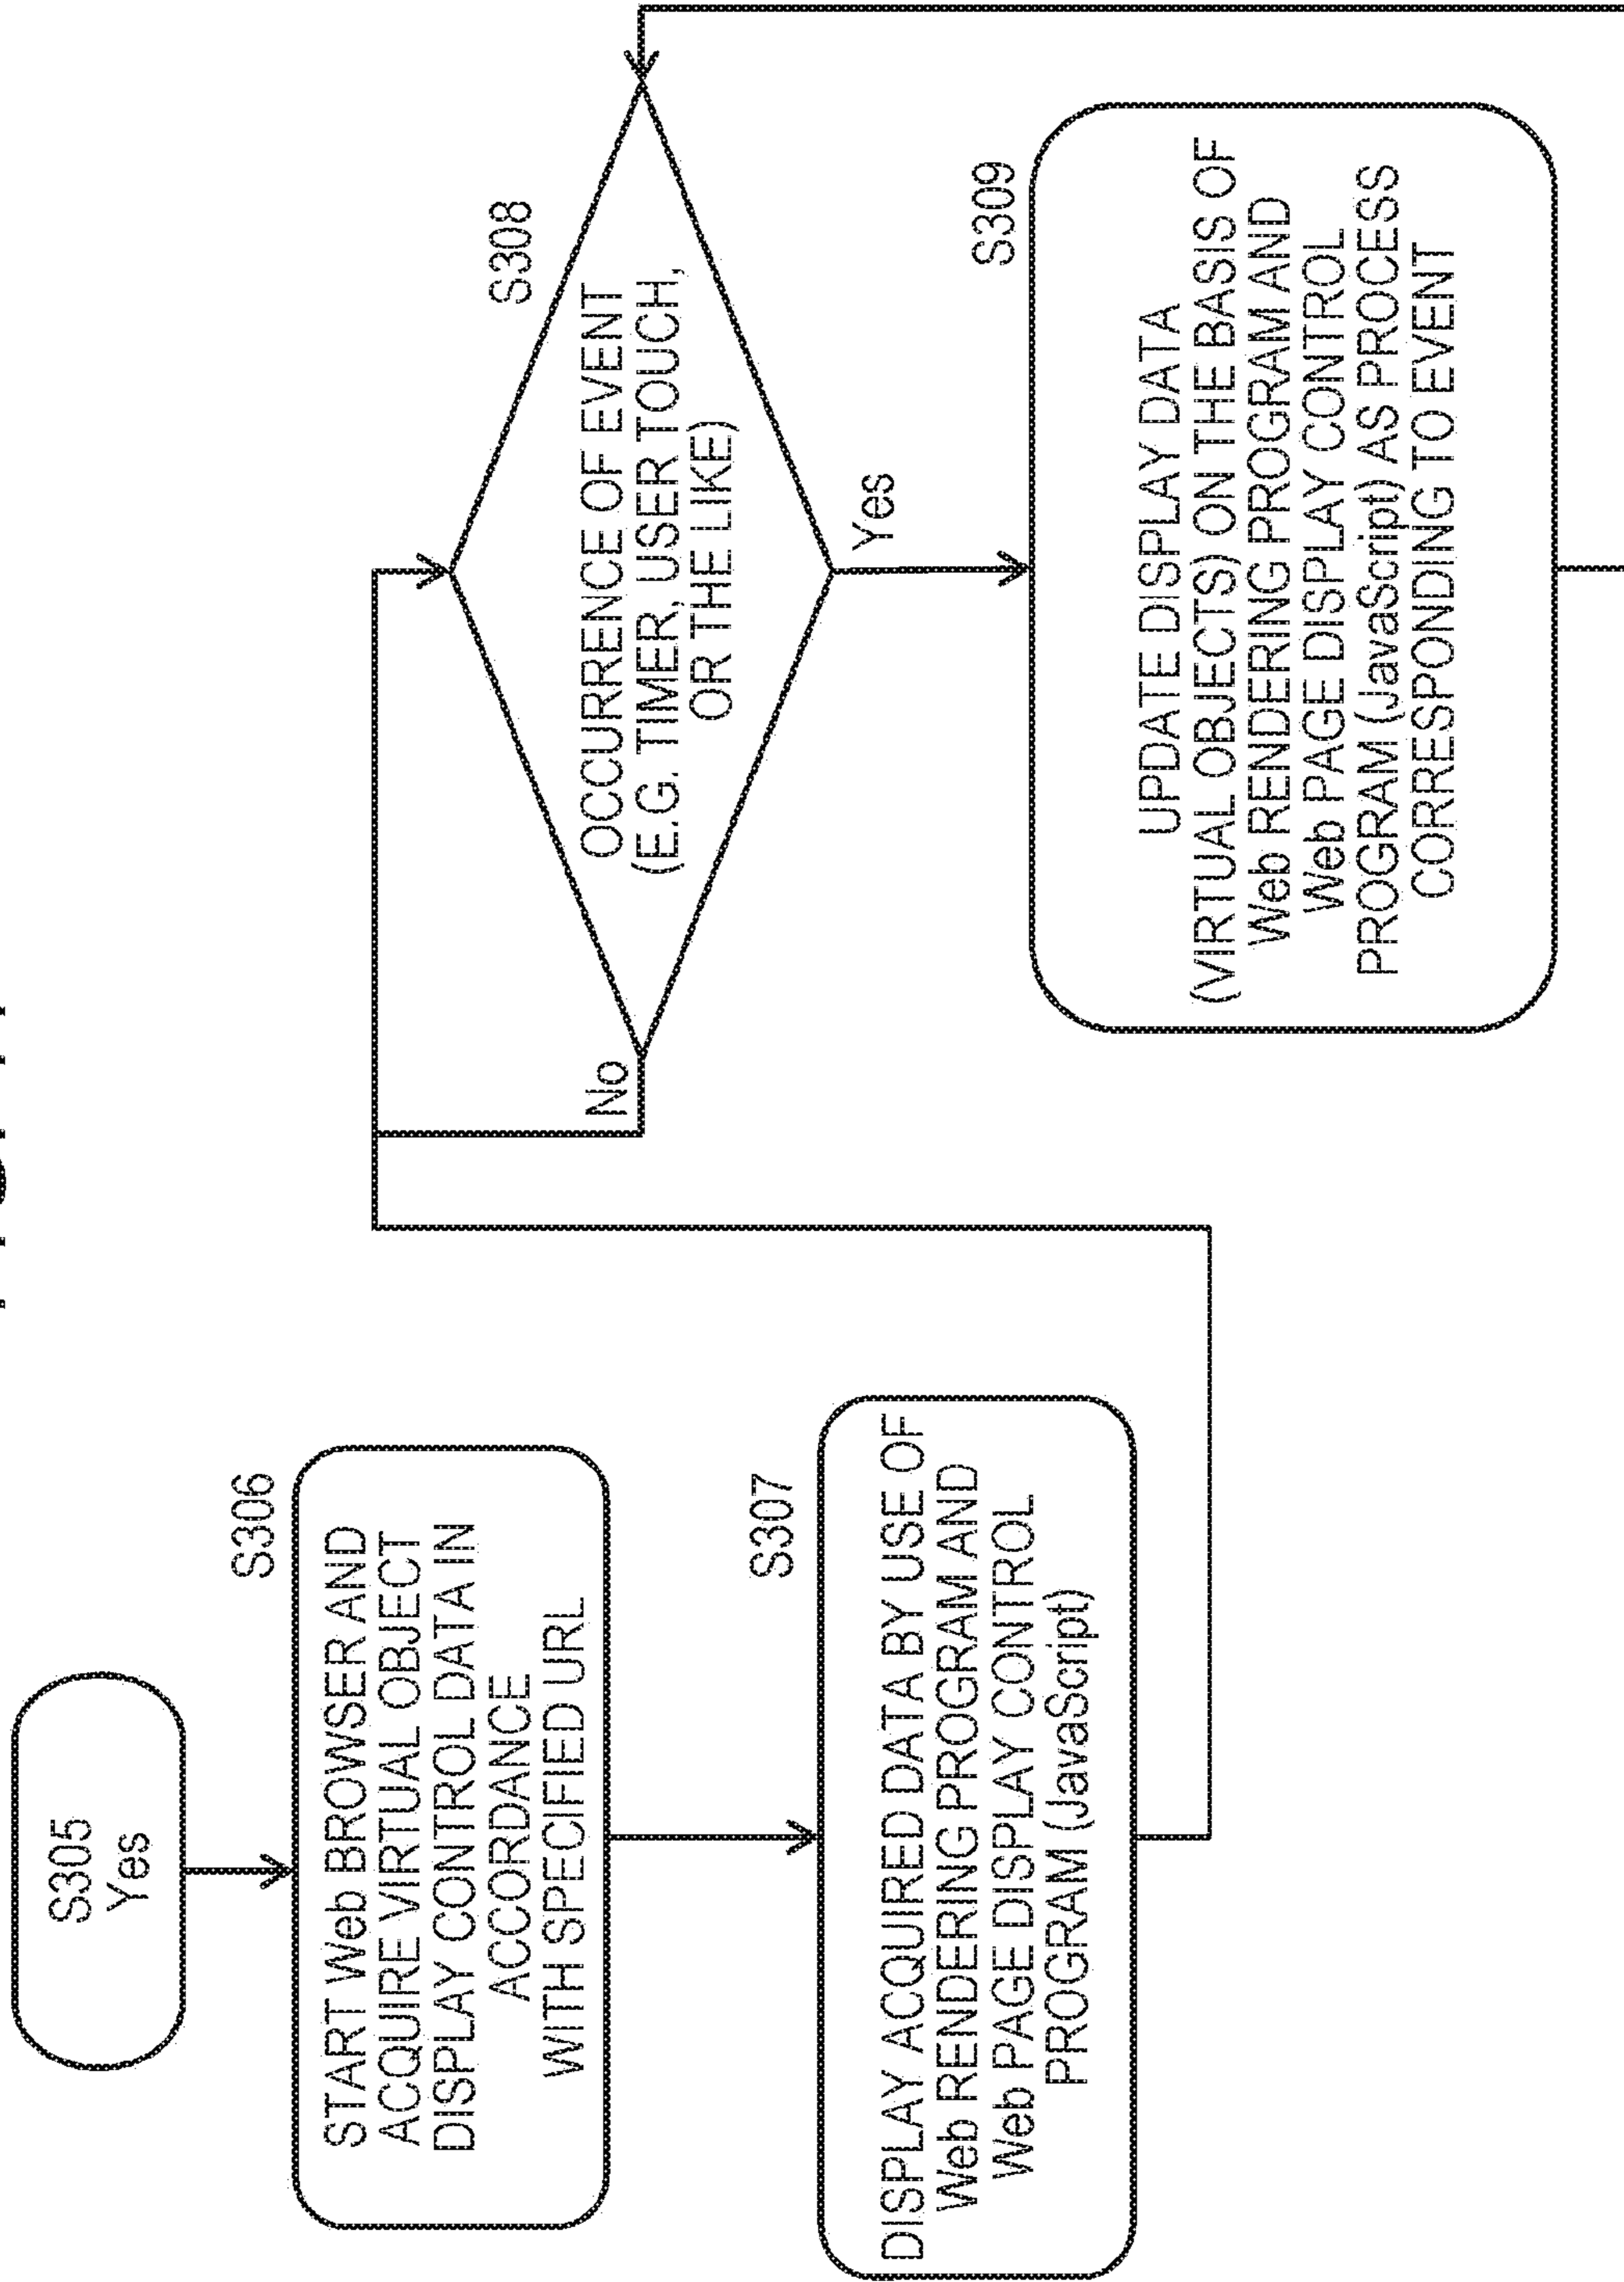 S305
Yes
S306
START Web BROWSER AND
ACQUIRE VIRTUAL OBJECT
DISPLAY CONTROL DATA IN
ACCORDANCE
WITH SPECIFIED URL
S307
DISPLAY ACQUIRED DATA BY USE OF
Web RENDERING PROGRAM AND
Web PAGE DISPLAY CONTROL
PROGRAM (JavaScript)
S308
OCCURRENCE OF EVENT
(E.G. TIMER, USER TOUCH,
OR THE LIKE)
No
Yes
S309
UPDATE DISPLAY DATA
(VIRTUAL OBJECTS) ON THE BASIS OF
Web RENDERING PROGRAM AND
Web PAGE DISPLAY CONTROL
PROGRAM (JavaScript) AS PROCESS
CORRESPONDING TO EVENT